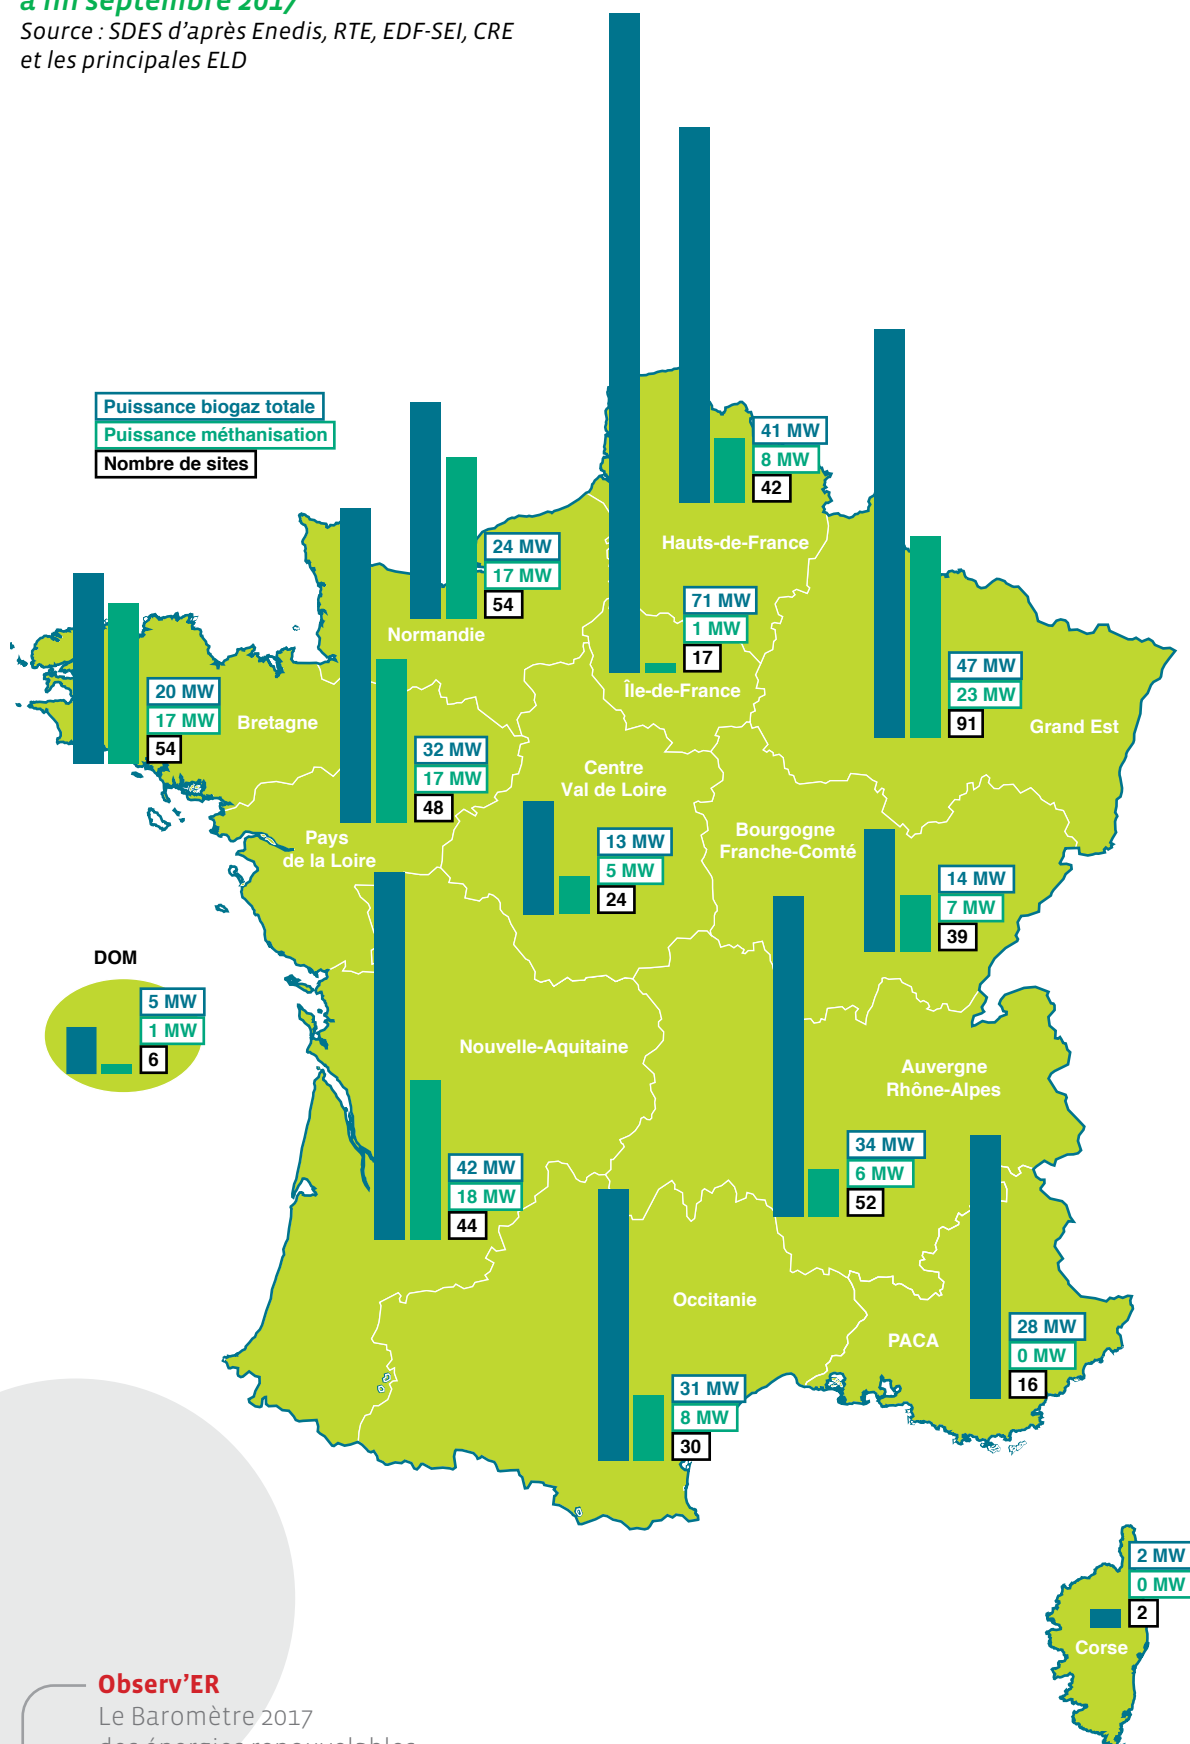 à fin septembre 2017
Source : SDES d'après Enedis, RTE, EDF-SEI, CRE
et les principales ELD
Puissance biogaz totale
Puissance méthanisation
Nombre de sites
41 MW
8 MW
42
Hauts-de-France
24 MW
17 MW
54
Normandie
71 MW
1 MW
17
Île-de-France
47 MW
23 MW
91
Grand Est
20 MW
17 MW
54
Bretagne
32 MW
17 MW
48
Pays
de la Loire
Centre
Val de Loire
13 MW
5 MW
24
Bourgogne
Franche-Comté
14 MW
7 MW
39
DOM
5 MW
1 MW
6
Nouvelle-Aquitaine
42 MW
18 MW
44
Auvergne
Rhône-Alpes
34 MW
6 MW
52
Occitanie
31 MW
8 MW
30
PACA
28 MW
0 MW
16
2 MW
0 MW
2
Corse
Observ'ER
Le Baromètre 2017
des énergies renouvelables